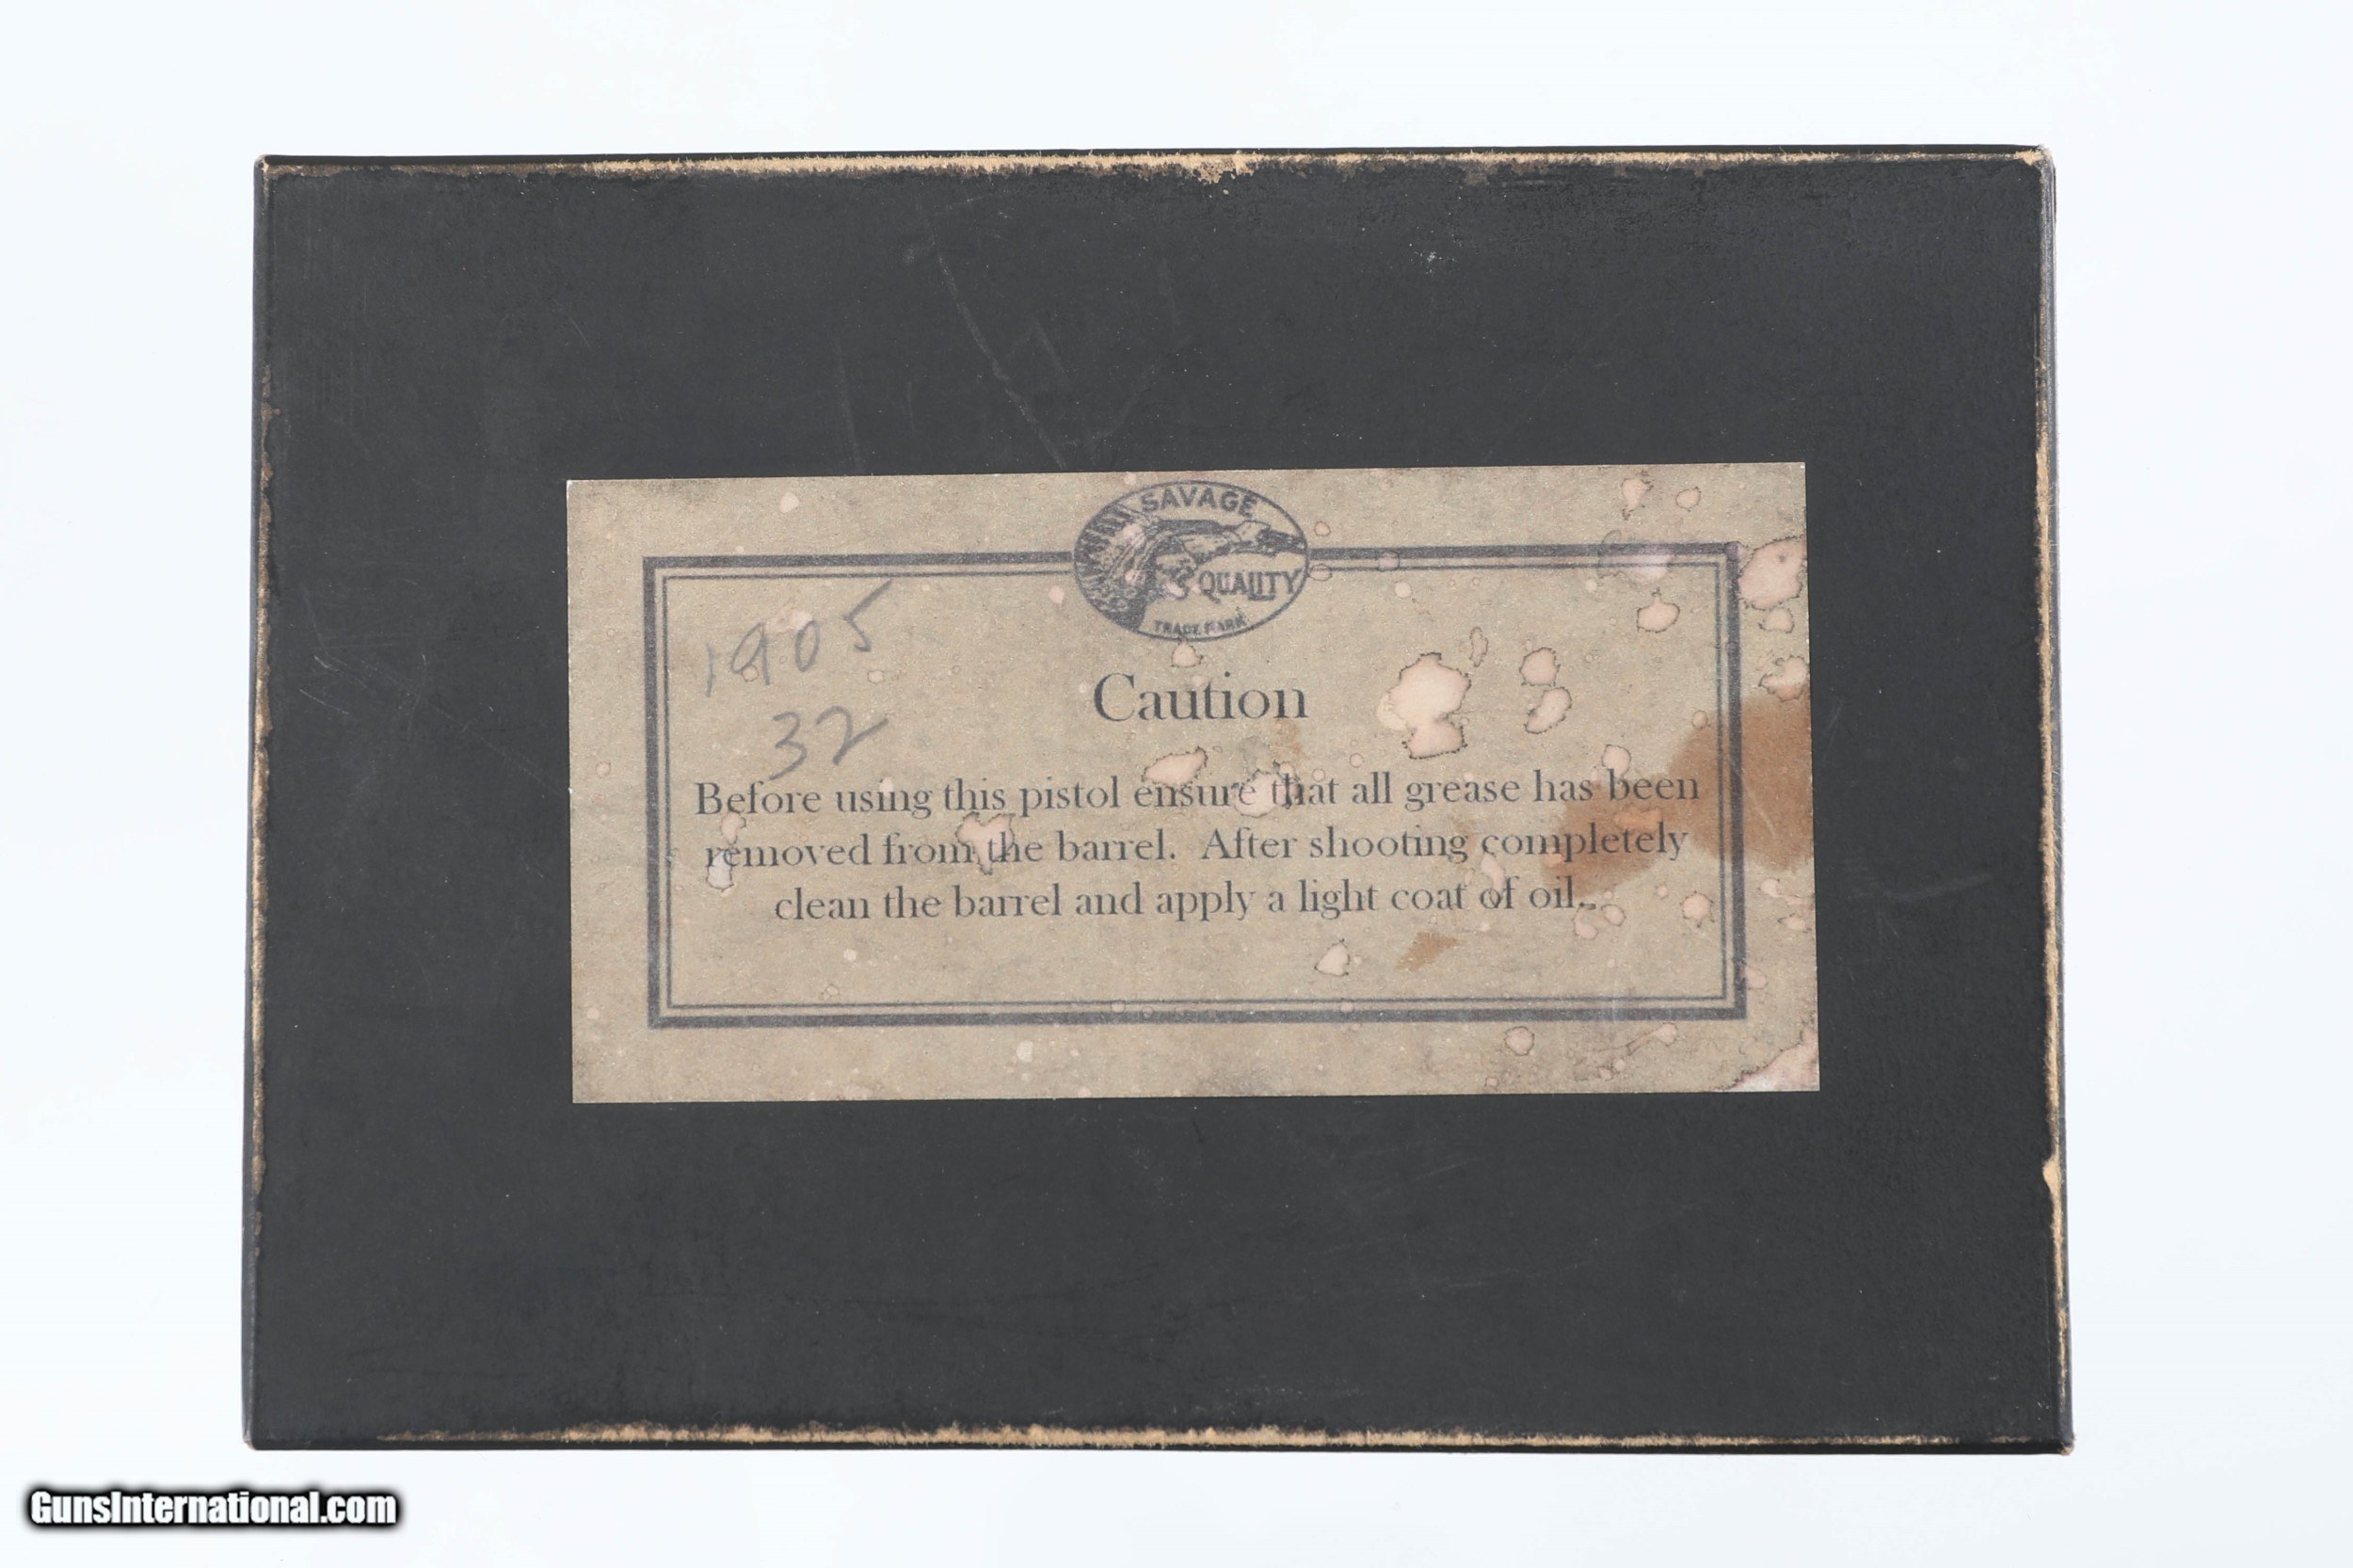 SAVAGE
QUALITY
TRADE MARK
1905
32
Caution
Before using this pistol ensure that all grease has been
removed from the barrel. After shooting completely
clean the barrel and apply a light coat of oil..
GunsInternational.com